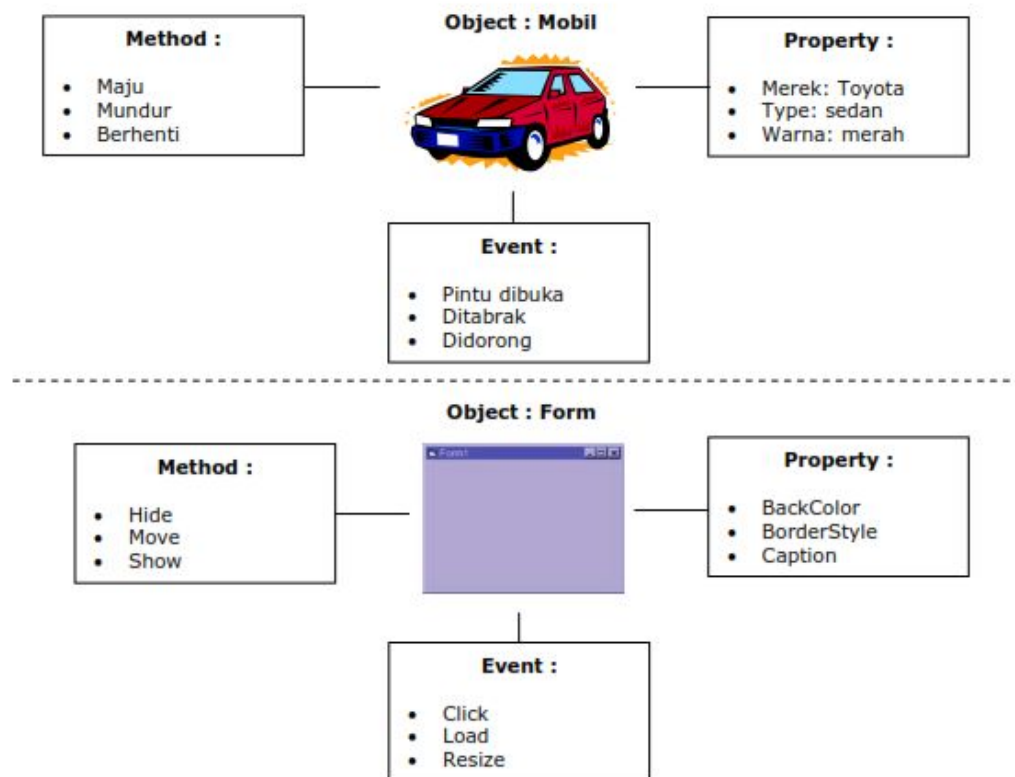 Object : Mobil
Method :
• Maju
• Mundur
• Berhenti
Property :
• Merek: Toyota
• Type: sedan
• Warna: merah
Event :
• Pintu dibuka
• Ditabrak
• Didorong
Object : Form
Method :
• Hide
• Move
• Show
Form1
Property :
• BackColor
• BorderStyle
• Caption
Event :
• Click
• Load
• Resize